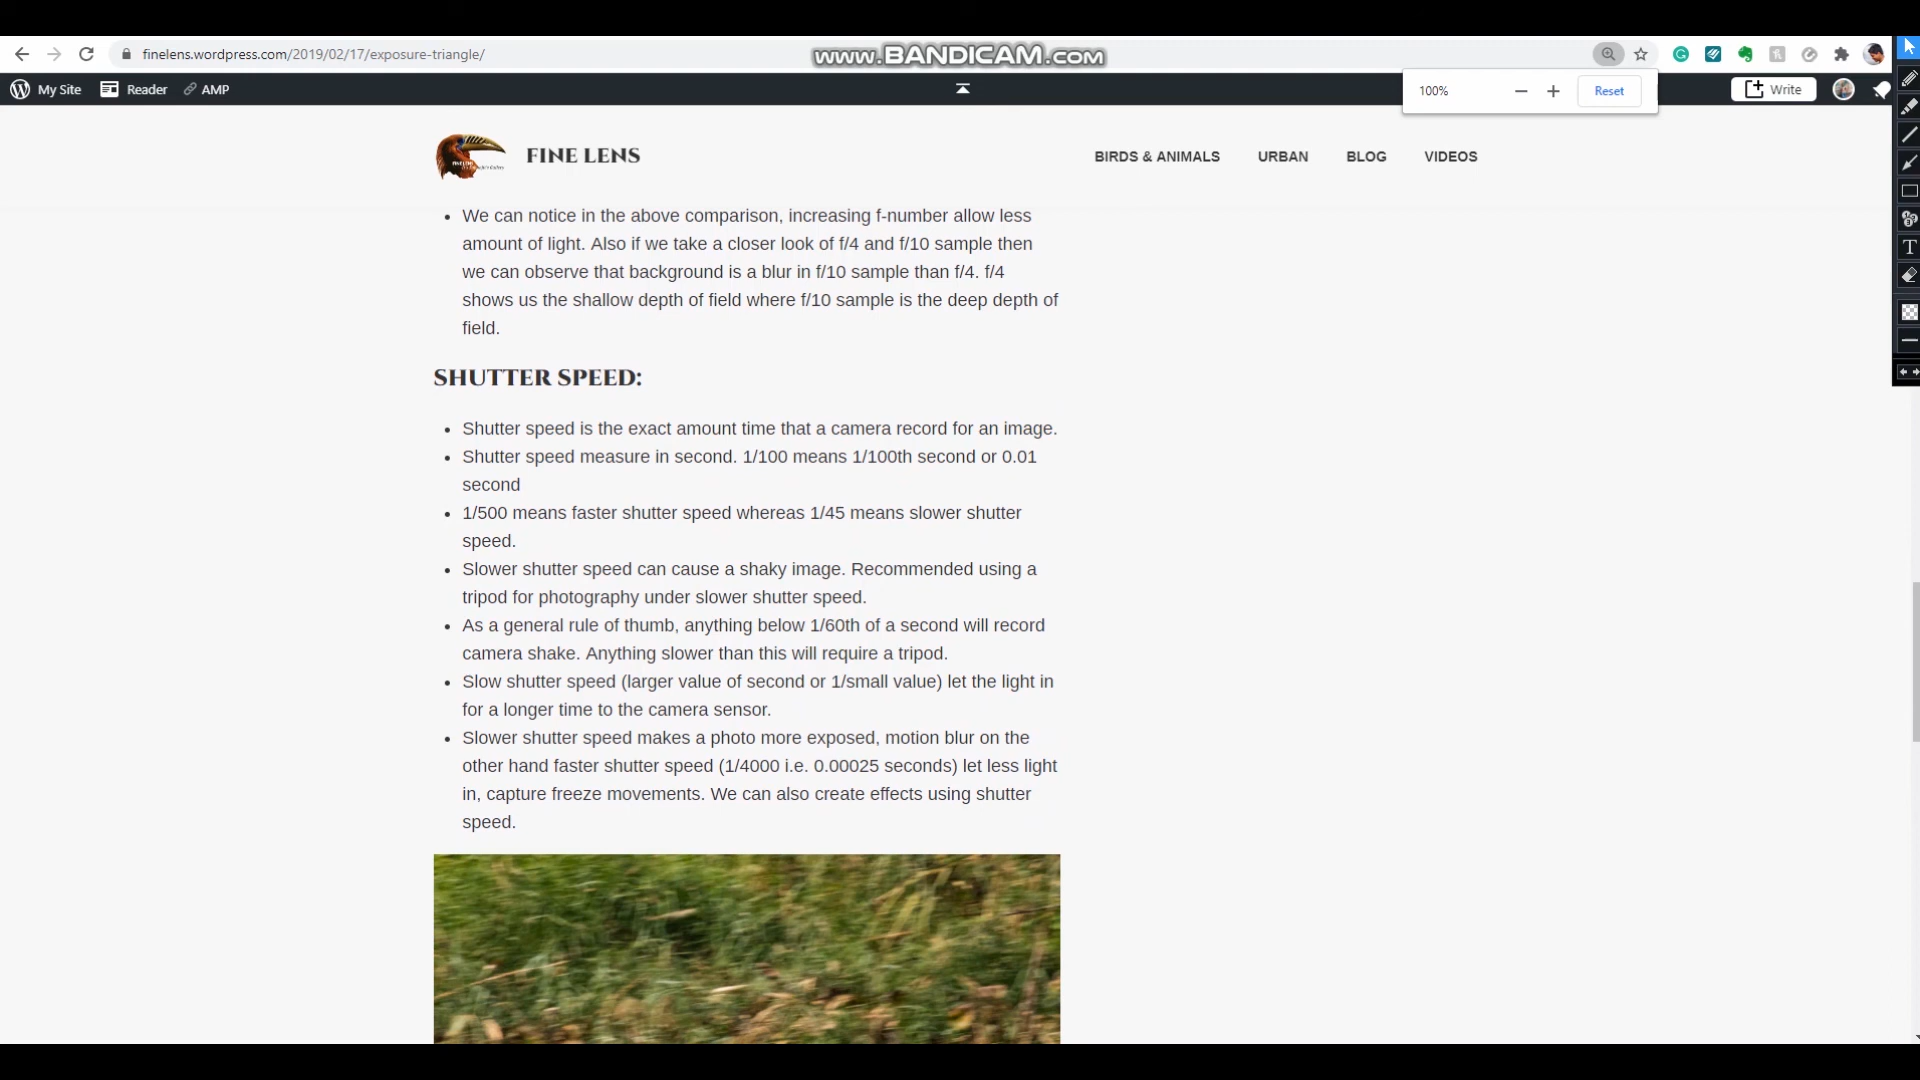 finelens.wordpress.com/2019/02/17/exposure-triangle/
www.BANDICAM.com
My Site
Reader
AMP
100%
Reset
Write
FINE LENS
BIRDS & ANIMALS
URBAN
BLOG
VIDEOS
We can notice in the above comparison, increasing f-number allow less
amount of light. Also if we take a closer look of f/4 and f/10 sample then
we can observe that background is a blur in f/10 sample than f/4. f/4
shows us the shallow depth of field where f/10 sample is the deep depth of
field.
SHUTTER SPEED:
Shutter speed is the exact amount time that a camera record for an image.
Shutter speed measure in second. 1/100 means 1/100th second or 0.01
second
1/500 means faster shutter speed whereas 1/45 means slower shutter
speed.
Slower shutter speed can cause a shaky image. Recommended using a
tripod for photography under slower shutter speed.
As a general rule of thumb, anything below 1/60th of a second will record
camera shake. Anything slower than this will require a tripod.
Slow shutter speed (larger value of second or 1/small value) let the light in
for a longer time to the camera sensor.
Slower shutter speed makes a photo more exposed, motion blur on the
other hand faster shutter speed (1/4000 i.e. 0.00025 seconds) let less light
in, capture freeze movements. We can also create effects using shutter
speed.